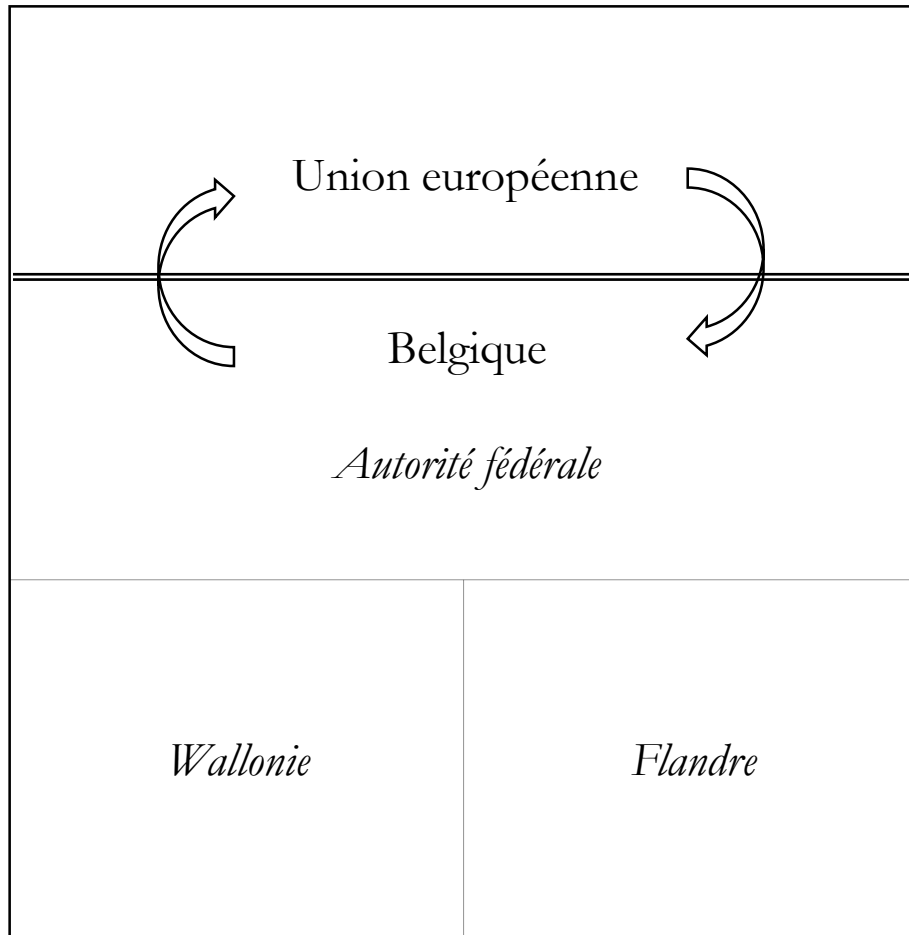 Union européenne
Belgique
Autorité fédérale
Wallonie
Flandre